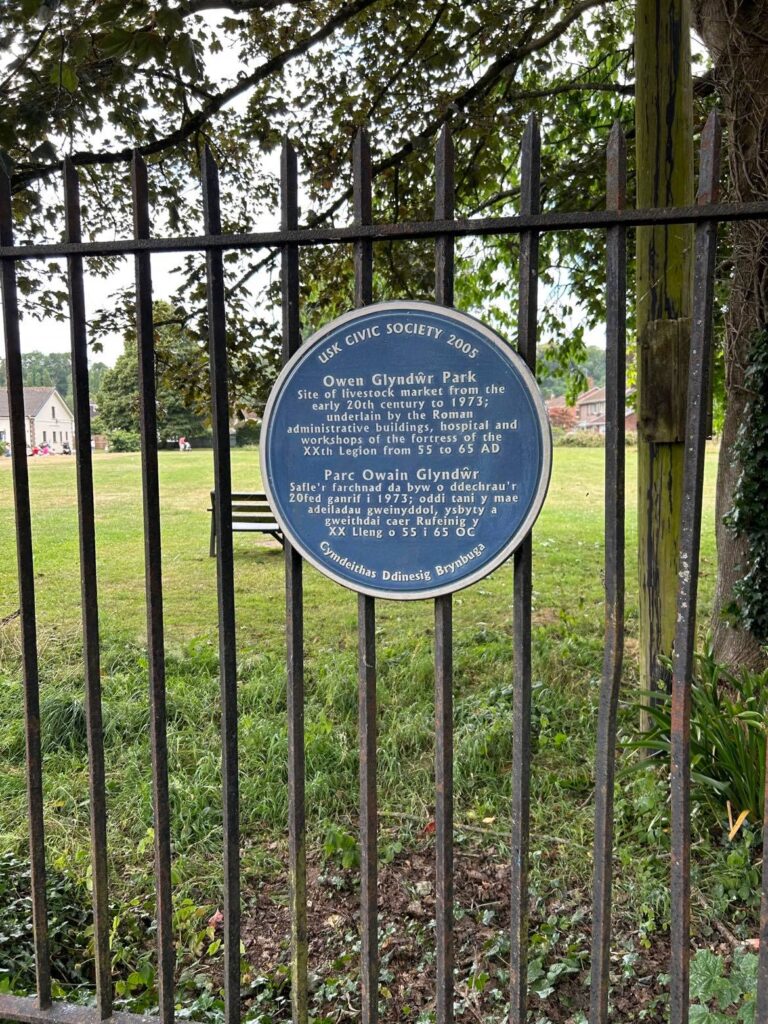 USK CIVIC SOCIETY 2005
Owen Glyndŵr Park
Site of livestock market from the
early 20th century to 1973;
underlain by the Roman
administrative buildings, hospital and
workshops of the fortress of the
XXth Legion from 55 to 65 AD
Parc Owain Glyndŵr
Safle'r farchnad da byw o ddechrau'r
20fed ganrif i 1973; oddi tani y mae
adeiladau gweinyddol, ysbyty a
gweithdai caer Rufeinig y
XX Lleng o 55 i 65 OC
Cymdeithas Ddinesig Brynbuga